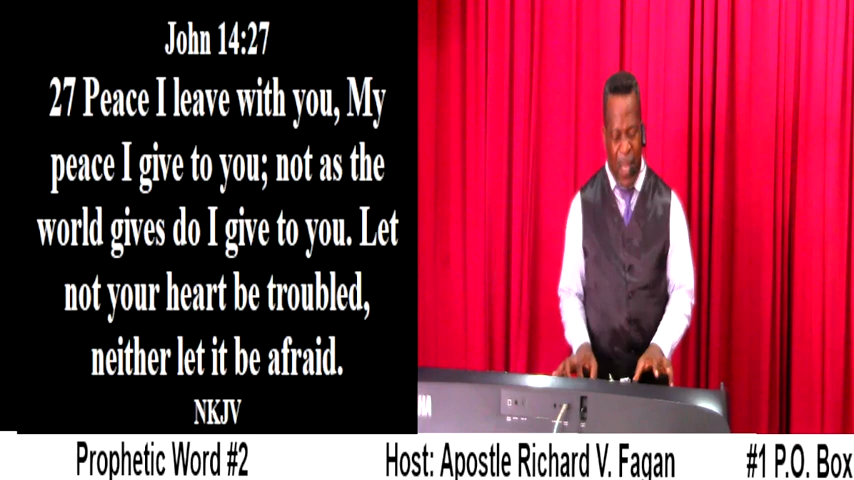 John 14:27
27 Peace I leave with you, My
peace I give to you; not as the
world gives do I give to you. Let
not your heart be troubled,
neither let it be afraid.
NKJV
Prophetic Word #2 Host: Apostle Richard V. Fagan #1 P.O. Box